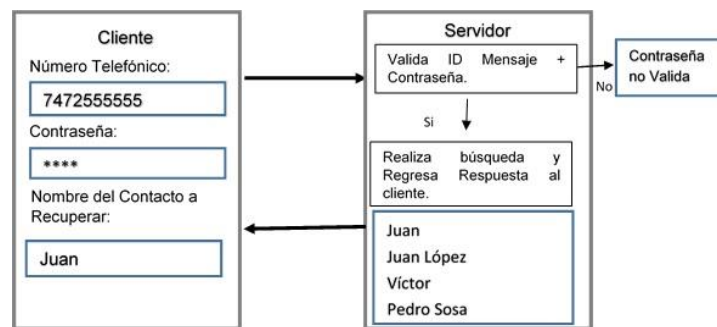 Cliente
Número Telefónico:
7472555555
Contraseña:
****
Nombre del Contacto a
Recuperar:
Juan
Servidor
Valida ID Mensaje +
Contraseña.
No
Contraseña
no Valida
Si
Realiza búsqueda y
Regresa Respuesta al
cliente.
Juan
Juan López
Víctor
Pedro Sosa